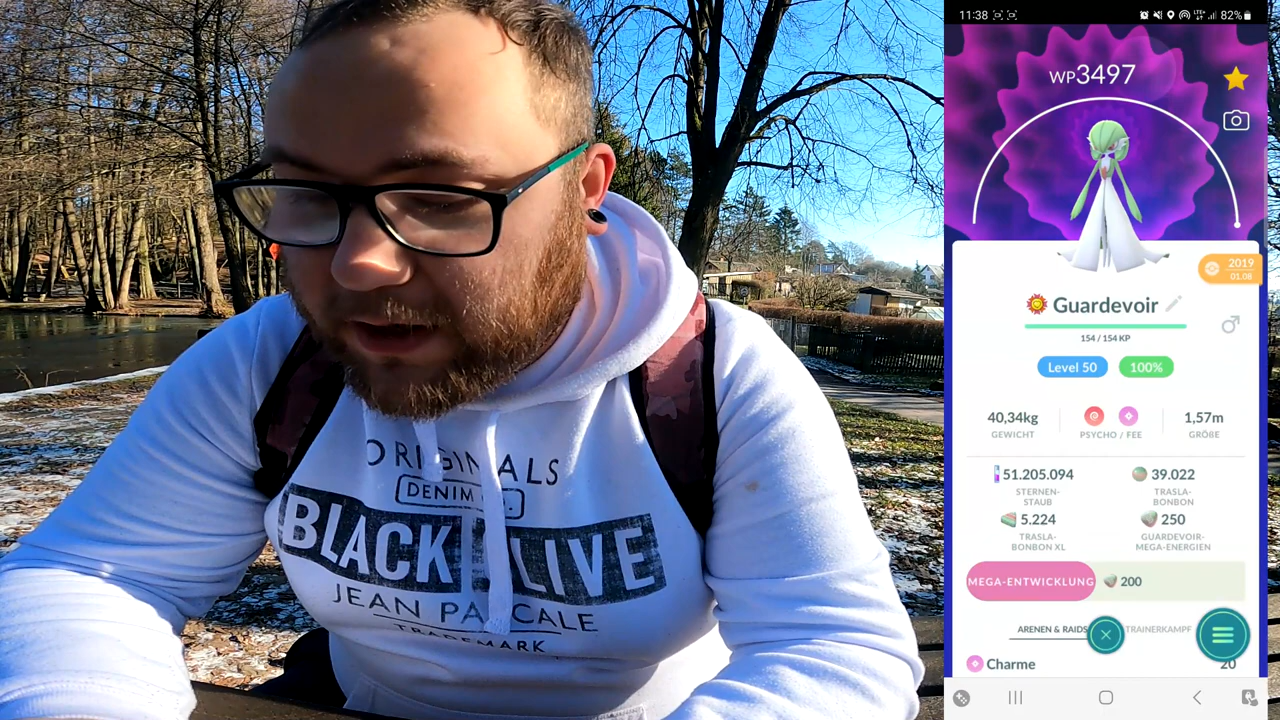 ORIGINALS
DENIM
BLACK LIVE
JEAN PASCALE
TRADEMARK
11:38
LTE+
82%
WP3497
2019
01.08
Guardevoir
154 / 154 KP
Level 50
100%
40,34kg
GEWICHT
PSYCHO / FEE
1,57m
GRÖßE
51.205.094
STERNEN-
STAUB
39.022
TRASLA-
BONBON
5.224
TRASLA-
BONBON XL
250
GUARDEVOIR-
MEGA-ENERGIEN
MEGA-ENTWICKLUNG
200
ARENEN & RAIDS
TRAINERKAMPF
Charme
20